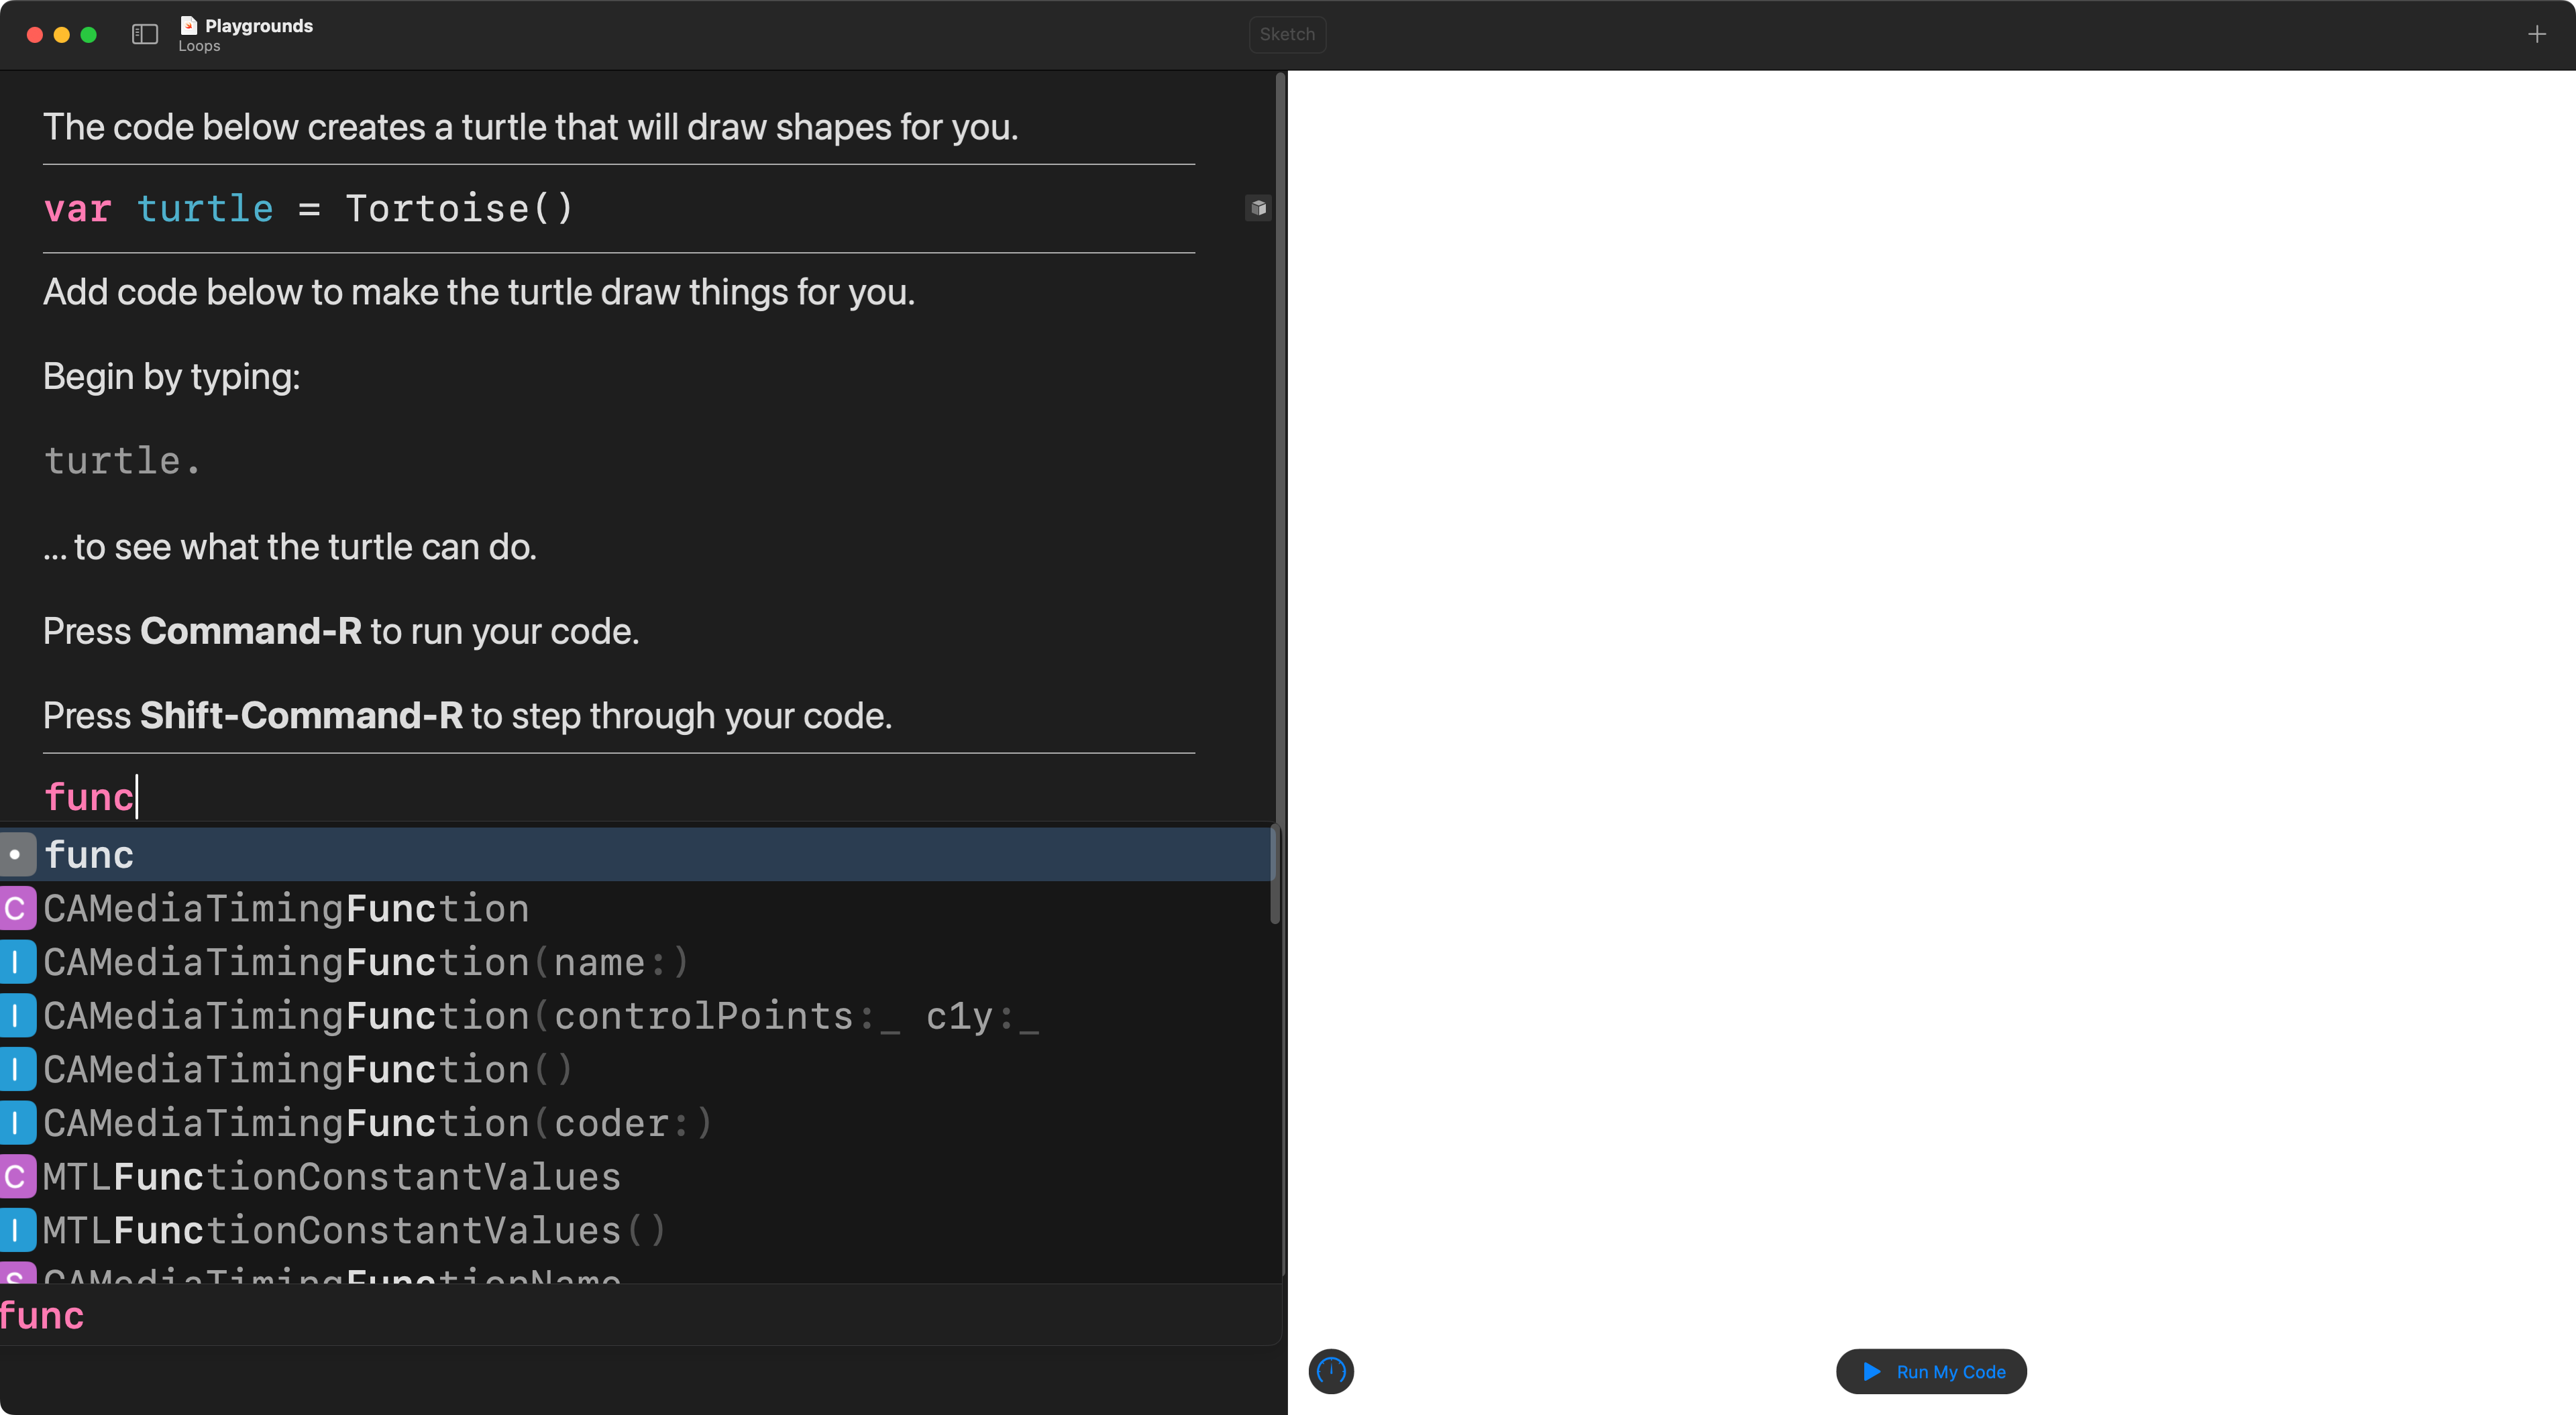 Playgrounds
Loops
Sketch
The code below creates a turtle that will draw shapes for you.
var turtle = Tortoise()
Add code below to make the turtle draw things for you.
Begin by typing:
turtle.
... to see what the turtle can do.
Press Command-R to run your code.
Press Shift-Command-R to step through your code.
func
func
C CAMediaTimingFunction
I CAMediaTimingFunction(name:)
I CAMediaTimingFunction(controlPoints:_ c1y:_
I CAMediaTimingFunction()
I CAMediaTimingFunction(coder:)
C MTLFunctionConstantValues
I MTLFunctionConstantValues()
S CAMediaTimingFunctionName
func
Run My Code